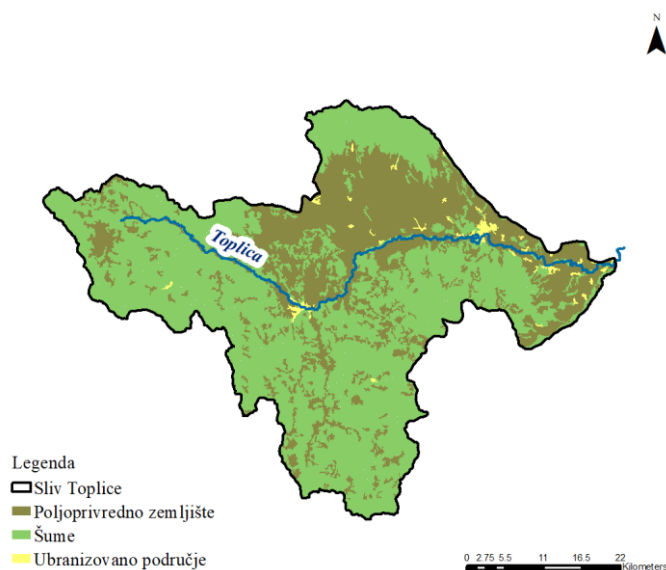 N
Toplica
Legenda
Sliv Toplice
Poljoprivredno zemljište
Šume
Ubranizovano područje
0 2.75 5.5 11 16.5 22
Kilometers